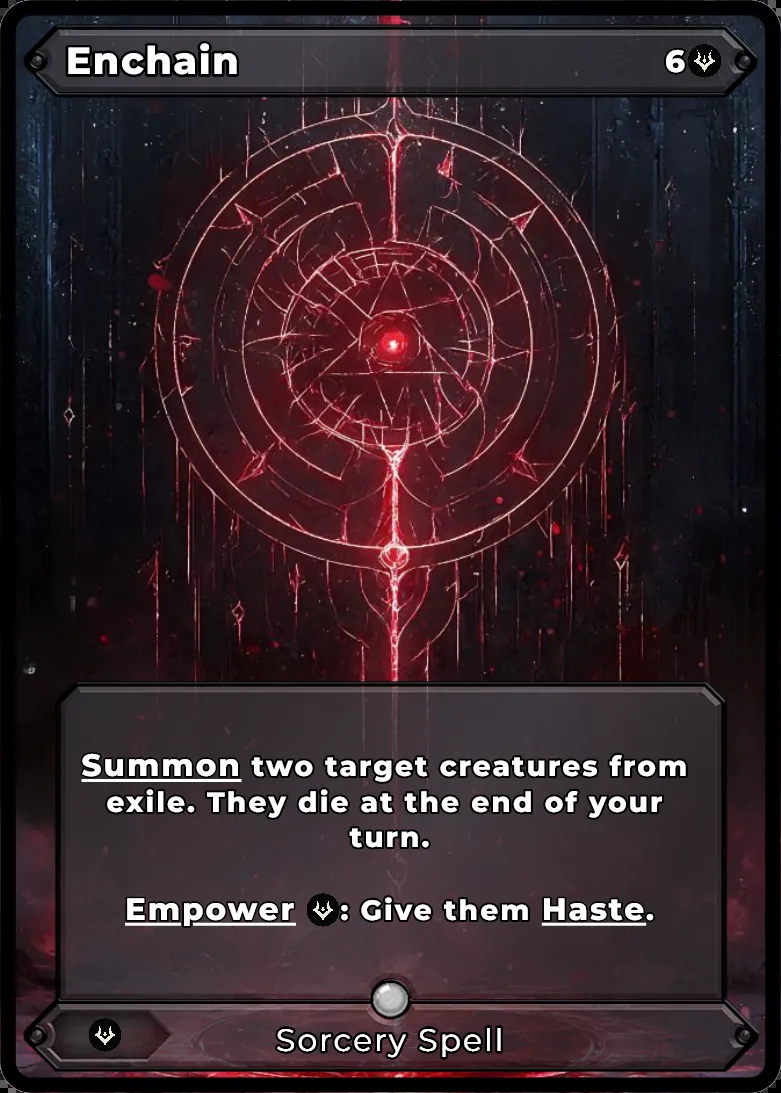 Enchain
6
Summon two target creatures from
exile. They die at the end of your
turn.
Empower : Give them Haste.
Sorcery Spell